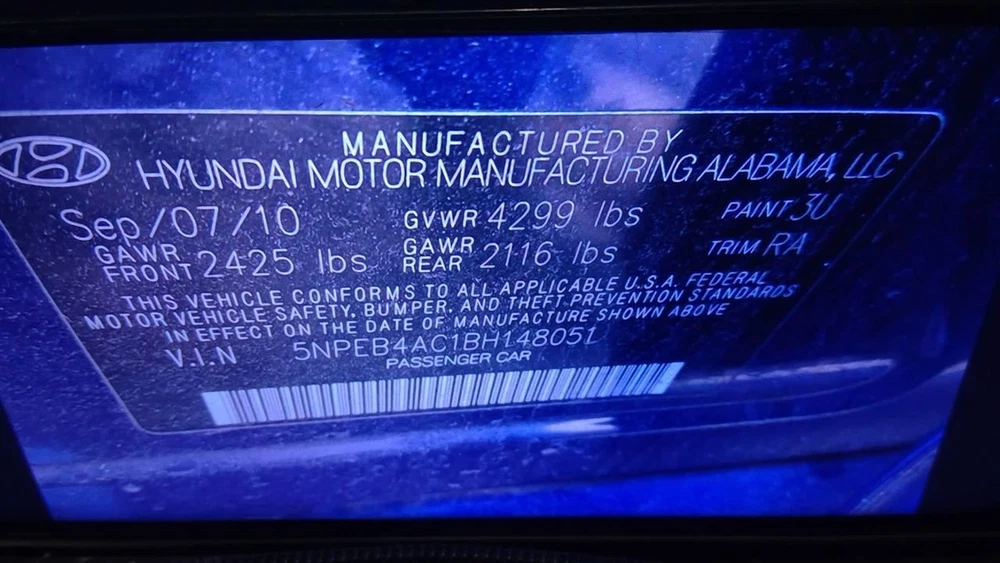 MANUFACTURED BY
HYUNDAI MOTOR MANUFACTURING ALABAMA, LLC
Sep/07/10 GVWR 4299 lbs PAINT 3U
GAWR FRONT 2425 lbs GAWR REAR 2116 lbs TRIM RA
THIS VEHICLE CONFORMS TO ALL APPLICABLE U.S.A. FEDERAL
MOTOR VEHICLE SAFETY, BUMPER, AND THEFT PREVENTION STANDARDS
IN EFFECT ON THE DATE OF MANUFACTURE SHOWN ABOVE
V.I.N 5NPEB4AC1BH148051
PASSENGER CAR